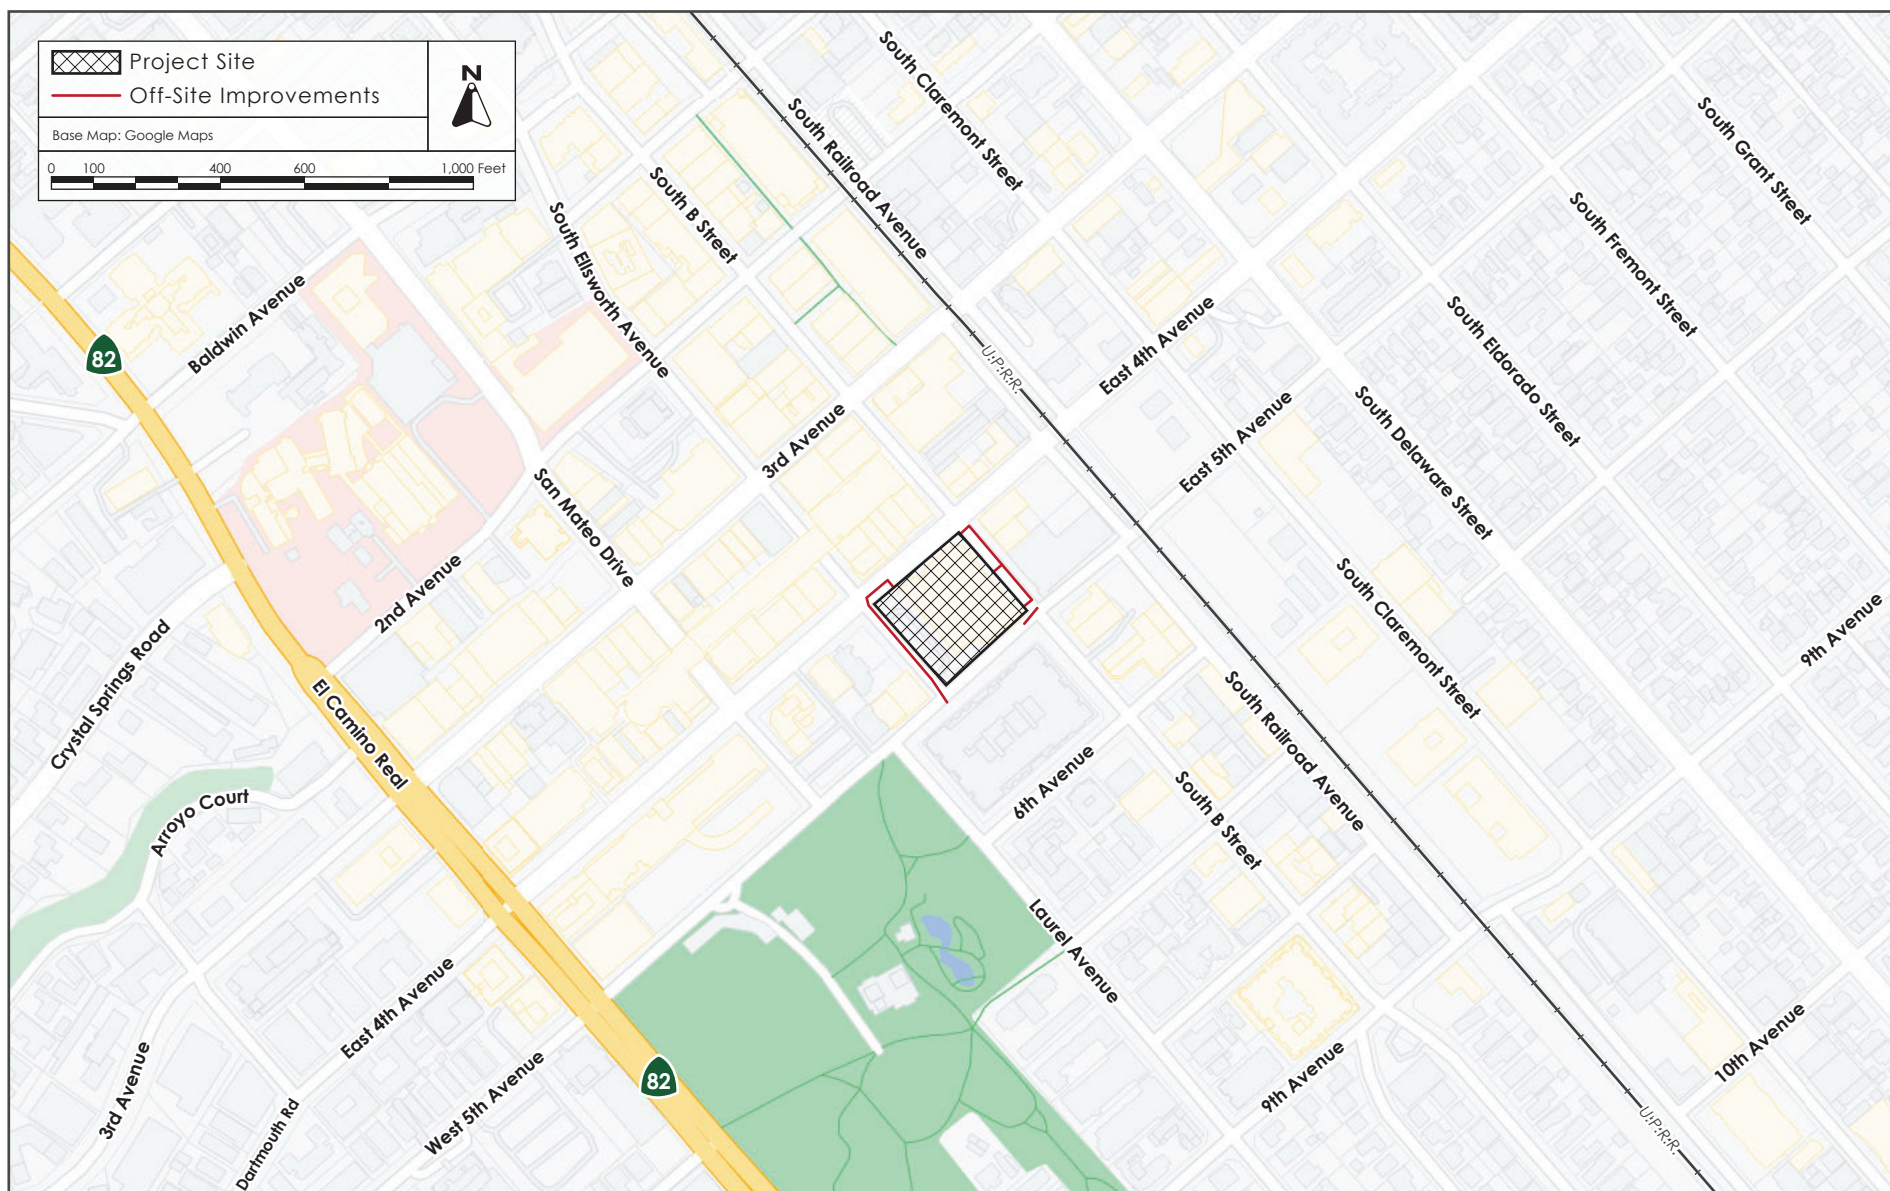 Project Site
Off-Site Improvements
N
Base Map: Google Maps
0 100 400 600 1,000 Feet
South Claremont Street
South Railroad Avenue
South Grant Street
South B Street
South Fremont Street
South Ellsworth Avenue
Baldwin Avenue
82
East 4th Avenue
South Eldorado Street
U.P.R.R.
South Delaware Street
East 5th Avenue
3rd Avenue
San Mateo Drive
2nd Avenue
South Claremont Street
9th Avenue
Crystal Springs Road
El Camino Real
South Railroad Avenue
6th Avenue
South B Street
Arroyo Court
Laurel Avenue
East 4th Avenue
82
10th Avenue
3rd Avenue
Dartmouth Rd
West 5th Avenue
9th Avenue
U.P.R.R.